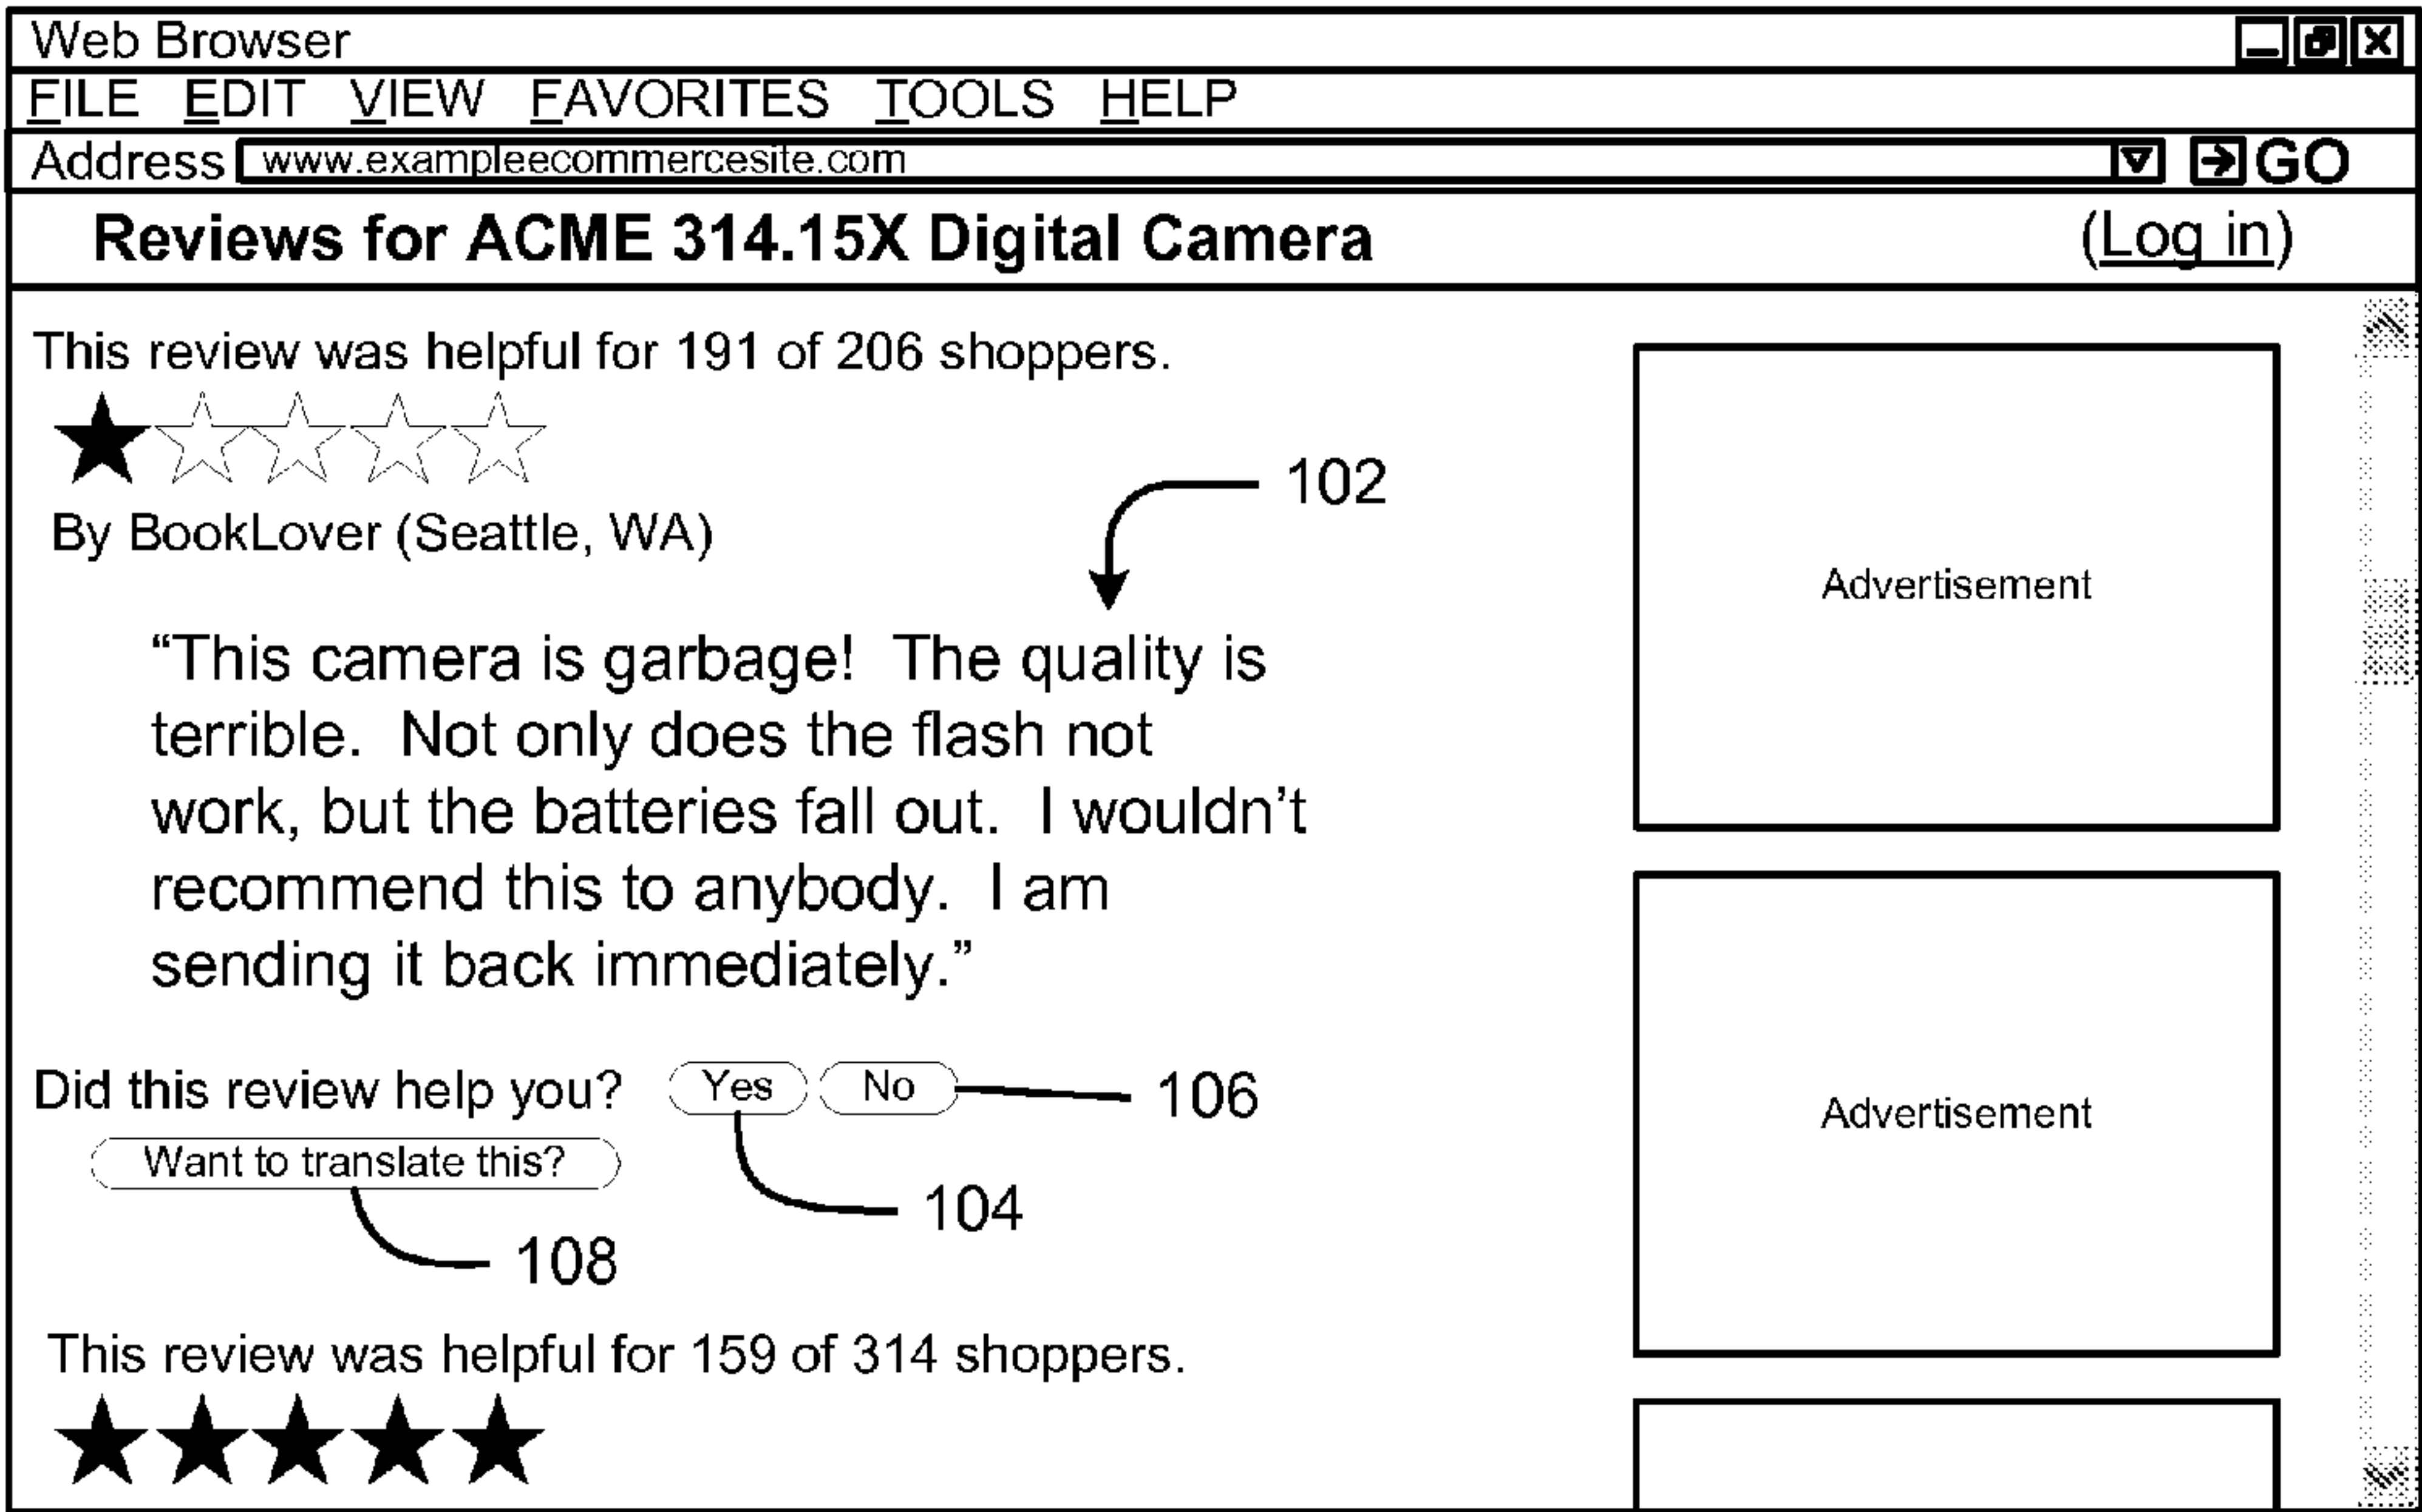 Web Browser
FILE EDIT VIEW FAVORITES TOOLS HELP
Address www.exampleecommercesite.com GO
Reviews for ACME 314.15X Digital Camera (Log in)
This review was helpful for 191 of 206 shoppers.
102
By BookLover (Seattle, WA)
Advertisement
“This camera is garbage! The quality is
terrible. Not only does the flash not
work, but the batteries fall out. I wouldn’t
recommend this to anybody. I am
sending it back immediately.”
Did this review help you? Yes No 106
Advertisement
Want to translate this?
104
108
This review was helpful for 159 of 314 shoppers.